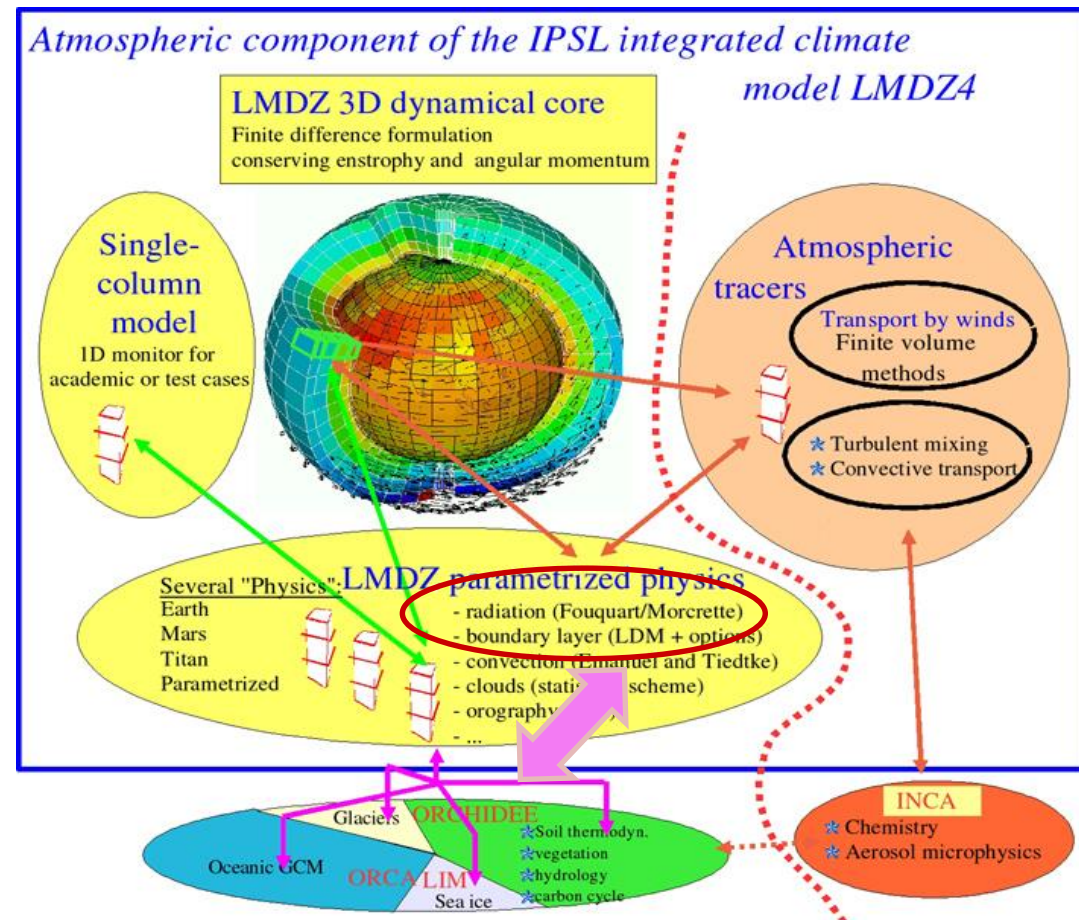 Atmospheric component of the IPSL integrated climate
model LMDZ4
LMDZ 3D dynamical core
Finite difference formulation
conserving enstrophy and angular momentum
Single-
column
model
1D monitor for
academic or test cases
Atmospheric
tracers
Transport by winds
Finite volume
methods
Turbulent mixing
Convective transport
LMDZ parametrized physics
Several "Physics":
Earth
Mars
Titan
Parametrized
- radiation (Fouquart/Morcrette)
- boundary layer (LDM + options)
- convection (Emanuel and Tiedtke)
- clouds (statis scheme)
- orography
- ...
Glaciers
ORCHIDEE
Soil thermodyn.
vegetation
hydrology
carbon cycle
Oceanic GCM
ORCA
LIM
Sea ice
INCA
Chemistry
Aerosol microphysics